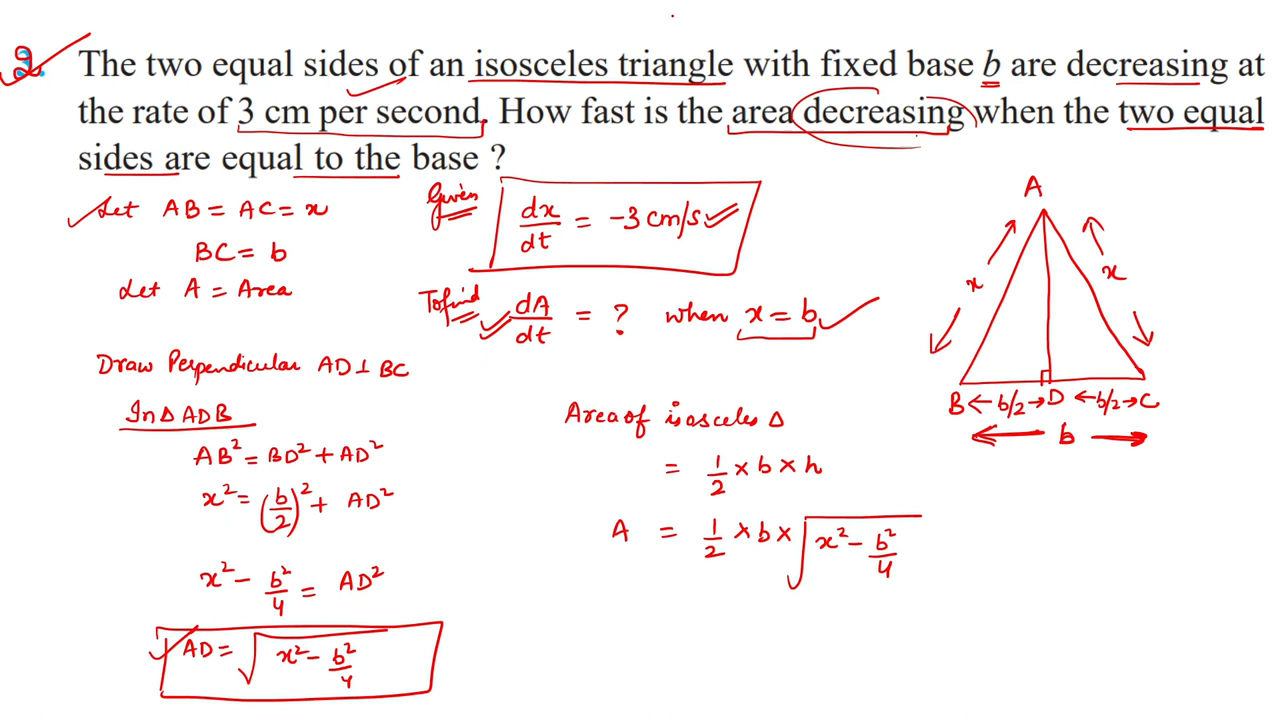 2. The two equal sides of an isosceles triangle with fixed base b are decreasing at
the rate of 3 cm per second. How fast is the area decreasing when the two equal
sides are equal to the base ?
Let AB = AC = x
BC = b
Let A = Area
Given dx/dt = -3 cm/s
To find dA/dt = ? when x = b
Draw Perpendicular AD ⊥ BC
In Δ ADB
AB² = BD² + AD²
x² = (b/2)² + AD²
x² - b²/4 = AD²
AD = √(x² - b²/4)
Area of isosceles Δ
= 1/2 × b × h
A = 1/2 × b × √(x² - b²/4)
A
x x
B ← b/2 → D ← b/2 → C
← b →